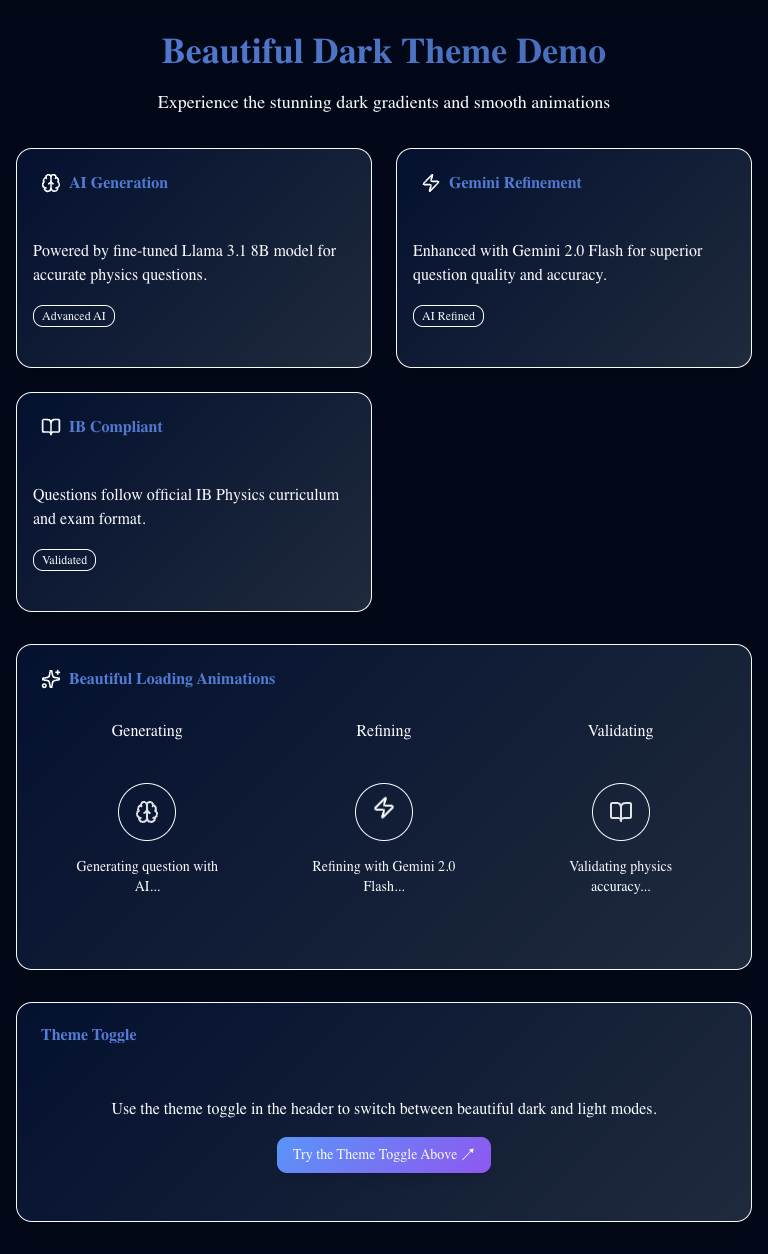 Beautiful Dark Theme Demo
Experience the stunning dark gradients and smooth animations
AI Generation
Powered by fine-tuned Llama 3.1 8B model for
accurate physics questions.
Advanced AI
Gemini Refinement
Enhanced with Gemini 2.0 Flash for superior
question quality and accuracy.
AI Refined
IB Compliant
Questions follow official IB Physics curriculum
and exam format.
Validated
Beautiful Loading Animations
Generating
Generating question with
AI...
Refining
Refining with Gemini 2.0
Flash...
Validating
Validating physics
accuracy...
Theme Toggle
Use the theme toggle in the header to switch between beautiful dark and light modes.
Try the Theme Toggle Above ↗